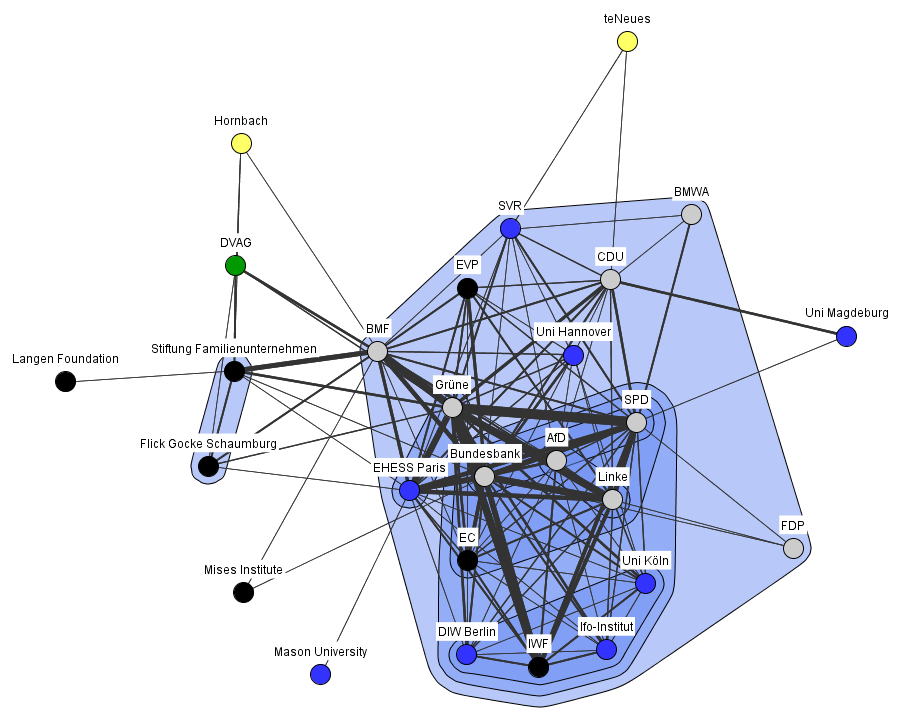 teNeues
Hornbach
BMWA
SVR
DVAG
CDU
EVP
Uni Magdeburg
BMF
Uni Hannover
Stiftung Familienunternehmen
Langen Foundation
Grüne
SPD
AfD
Flick Gocke Schaumburg
Bundesbank
EHESS Paris
Linke
FDP
EC
Uni Köln
Mises Institute
Ifo-Institut
DIW Berlin
IWF
Mason University